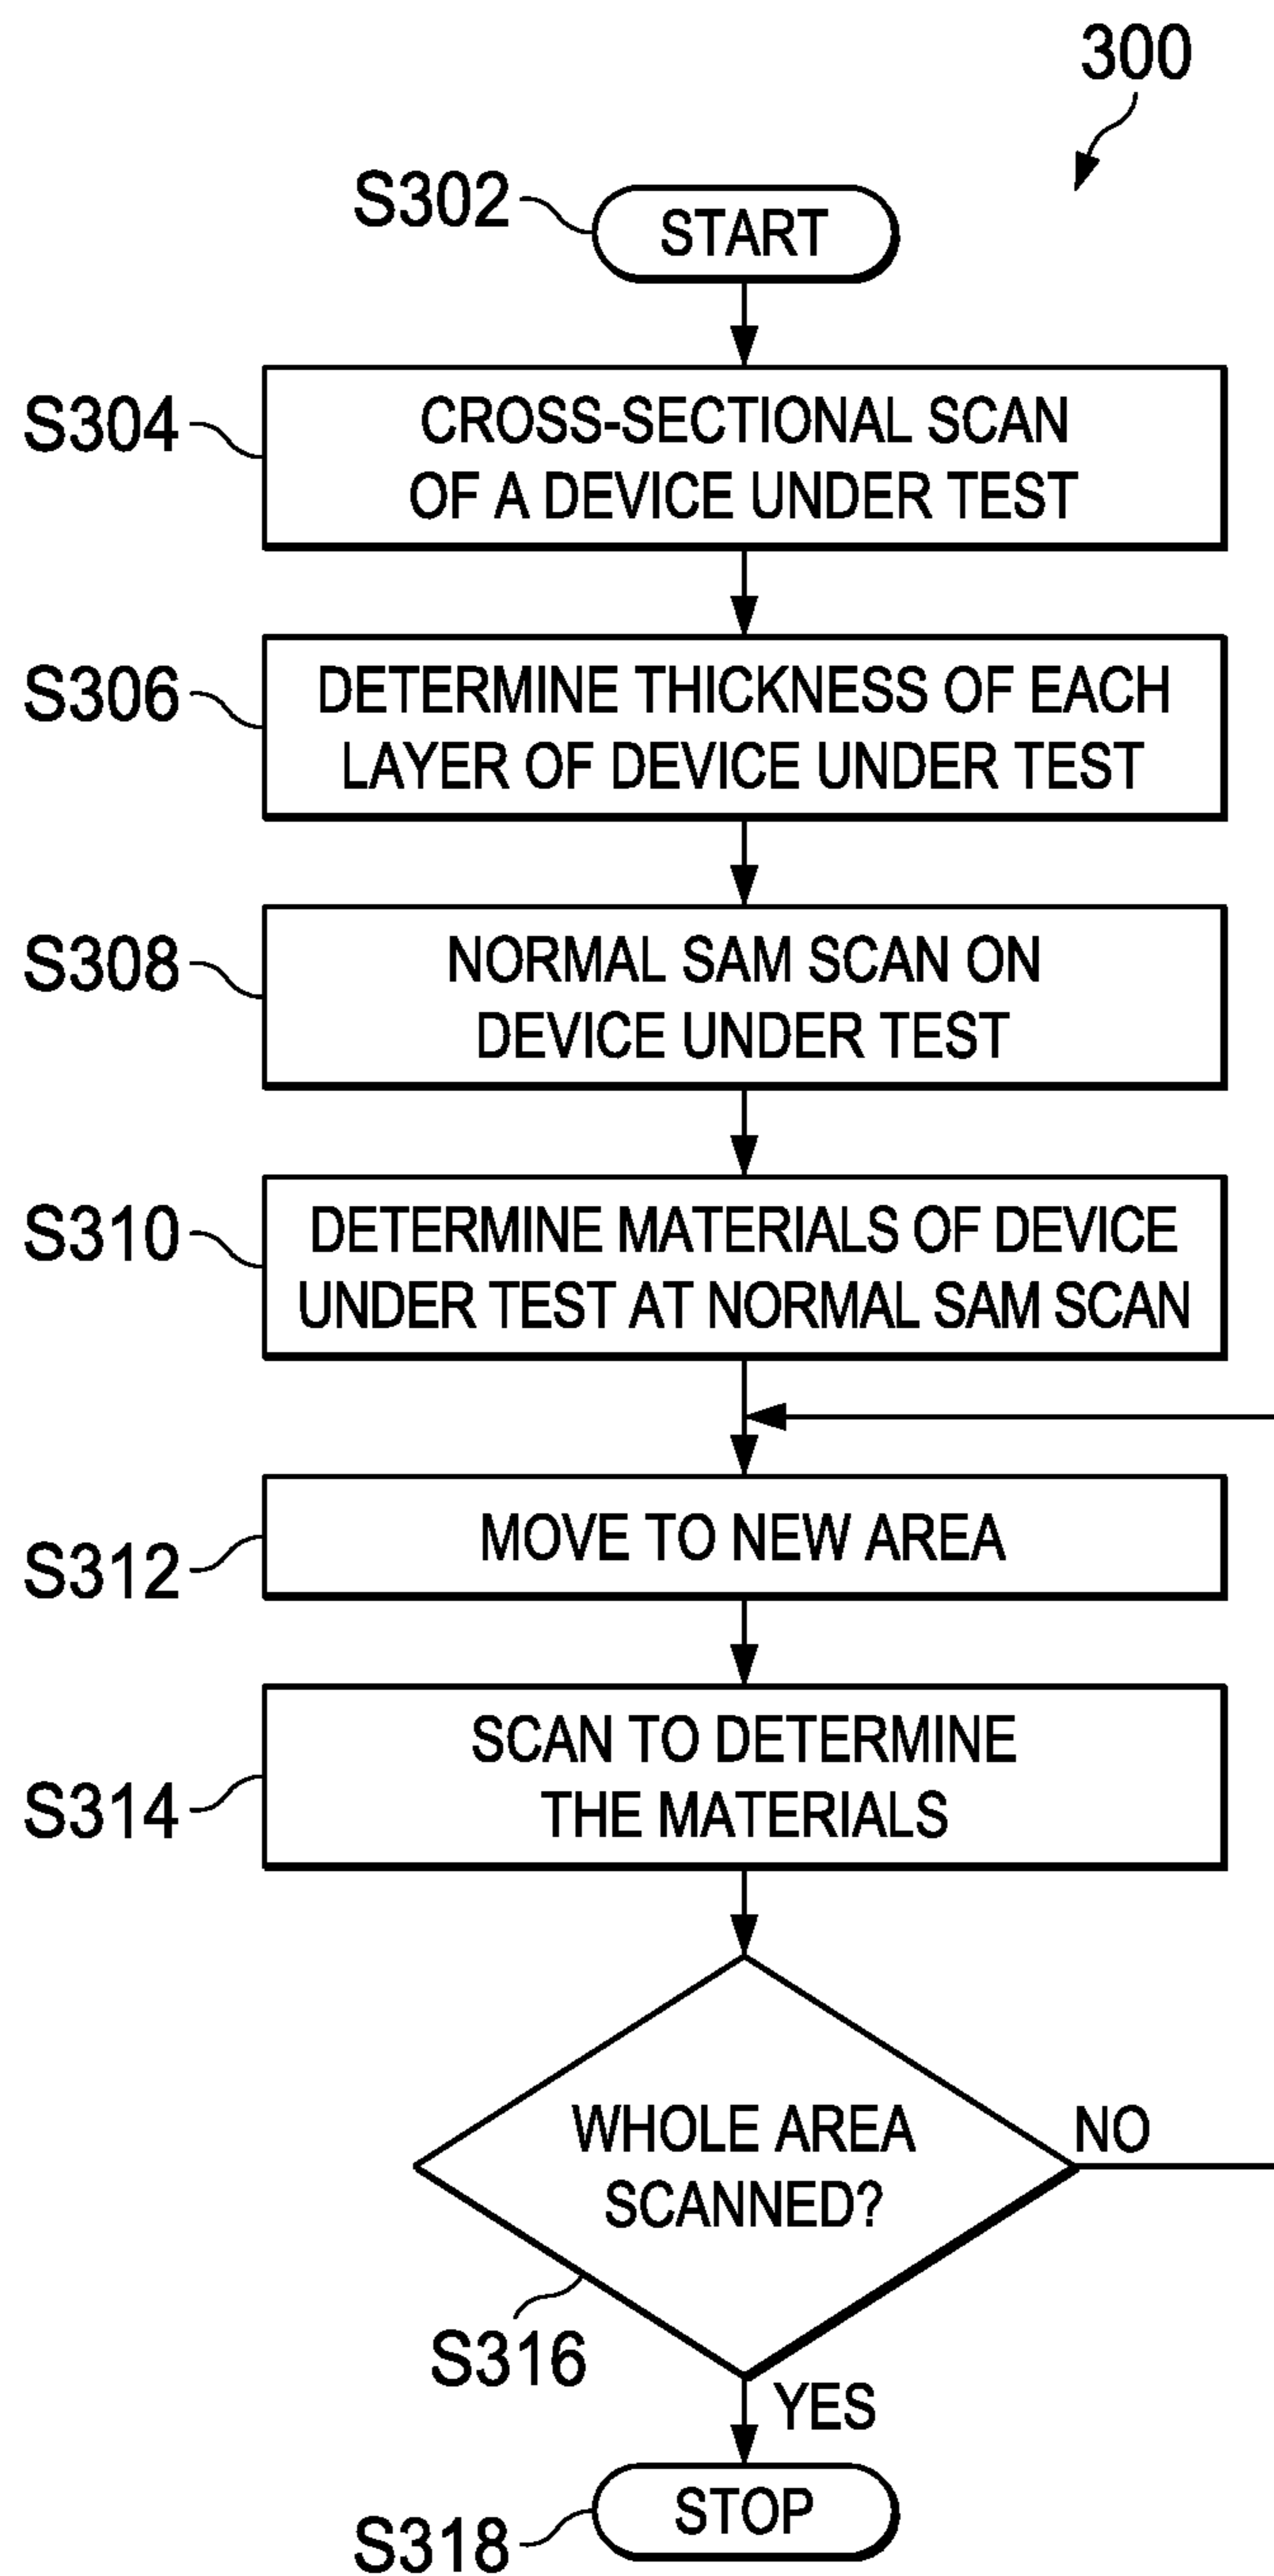 300
S302
START
S304
CROSS-SECTIONAL SCAN
OF A DEVICE UNDER TEST
S306
DETERMINE THICKNESS OF EACH
LAYER OF DEVICE UNDER TEST
S308
NORMAL SAM SCAN ON
DEVICE UNDER TEST
S310
DETERMINE MATERIALS OF DEVICE
UNDER TEST AT NORMAL SAM SCAN
S312
MOVE TO NEW AREA
S314
SCAN TO DETERMINE
THE MATERIALS
WHOLE AREA
SCANNED?
NO
S316
YES
S318
STOP